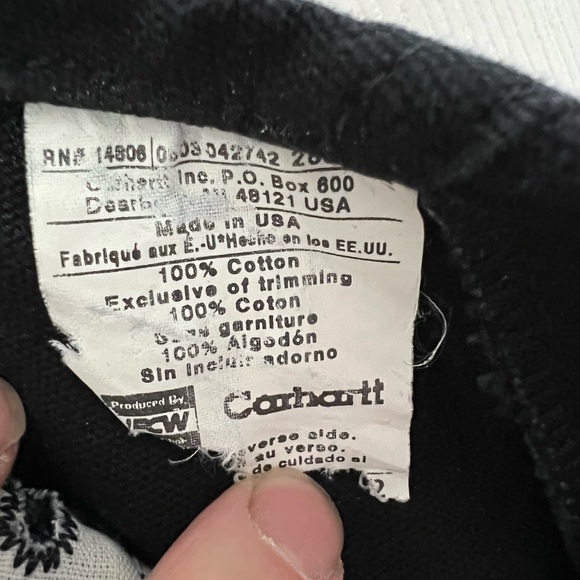 RN# 14806 042742
Inc. P.O. Box 600
48121 USA
Made in USA
Fabriqué aux É.-U*Hecho en los EE.UU.
100% Cotton
Exclusive of trimming
100% Coton
garniture
100% Algodón
Sin incluir adorno
Produced By
Carhartt
verse side.
su verso.
de cuidado al